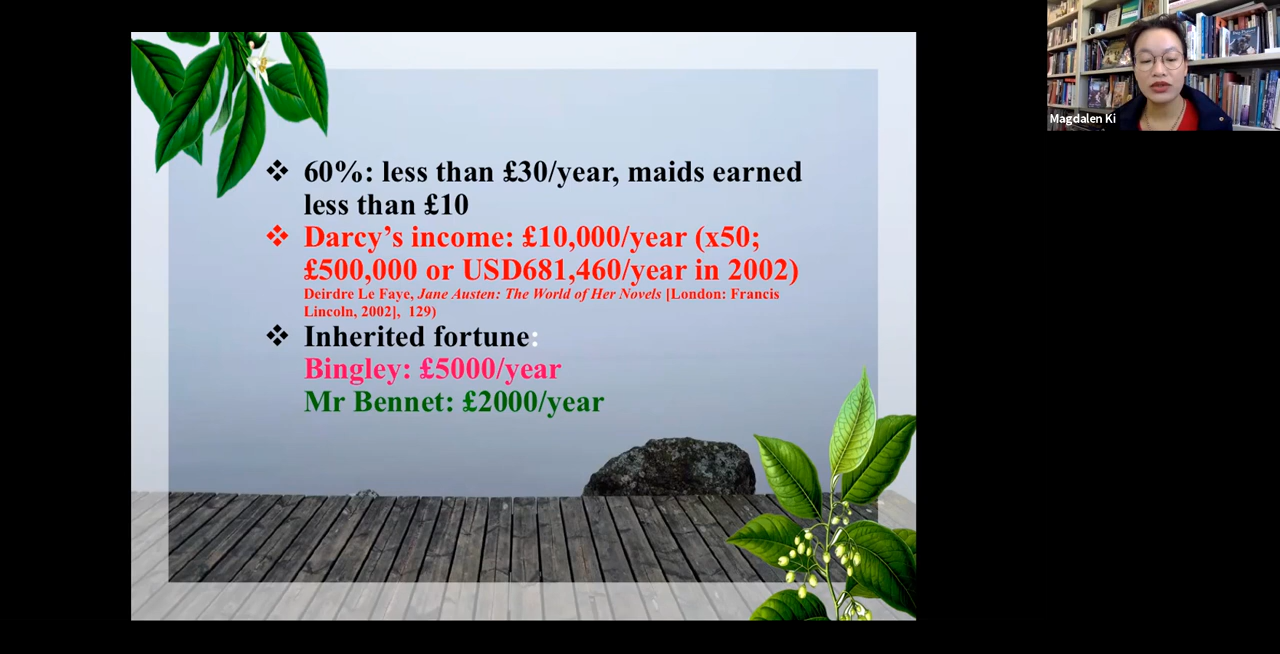 ❖ 60%: less than £30/year, maids earned
less than £10
❖ Darcy’s income: £10,000/year (x50;
£500,000 or USD681,460/year in 2002)
Deirdre Le Faye, Jane Austen: The World of Her Novels [London: Francis
Lincoln, 2002], 129)
❖ Inherited fortune:
Bingley: £5000/year
Mr Bennet: £2000/year
Magdalen Ki